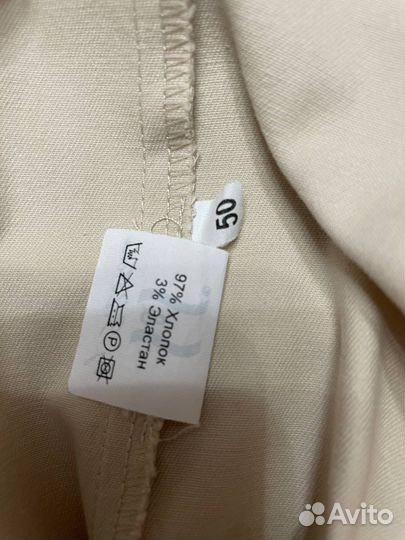 50
97% Хлопок
3% Эластан
P
Avito